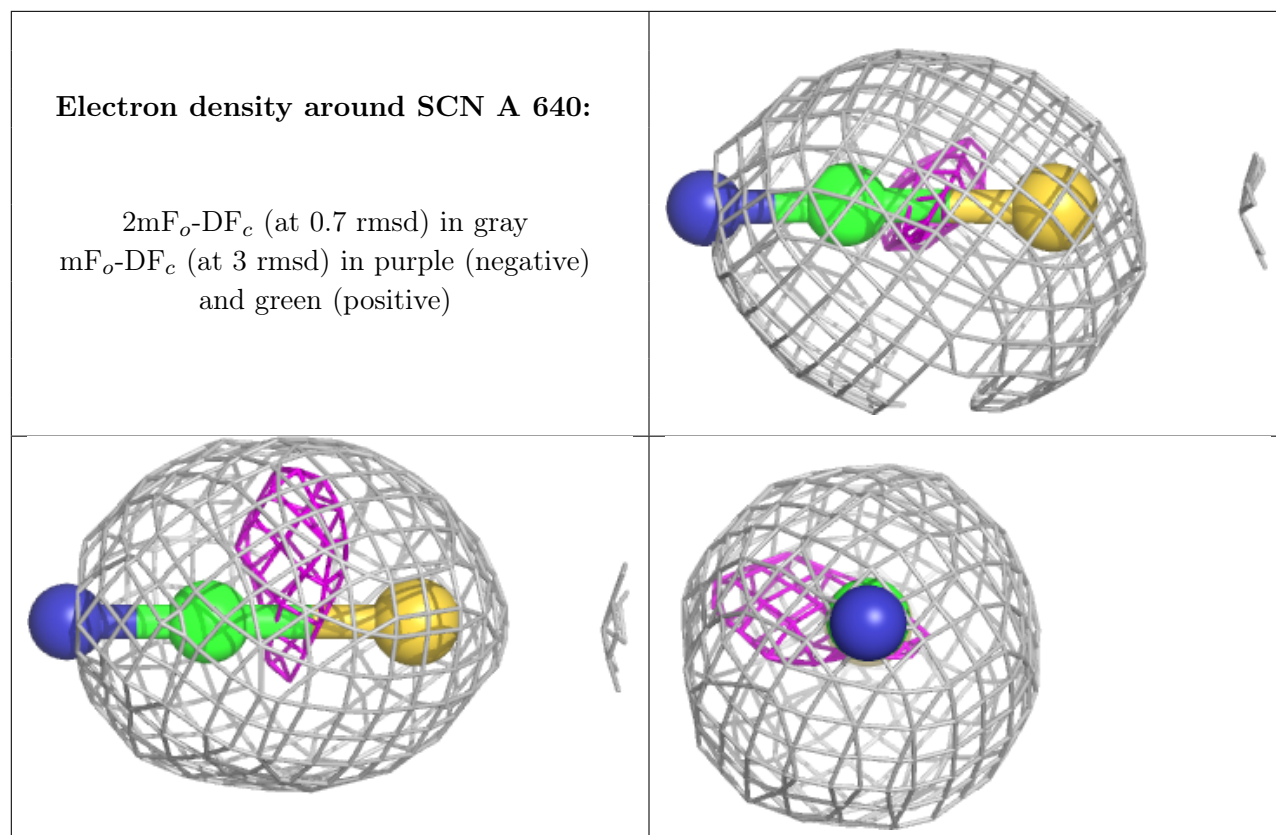 Electron density around SCN A 640:
2mFo-DFc (at 0.7 rmsd) in gray
mFo-DFc (at 3 rmsd) in purple (negative)
and green (positive)